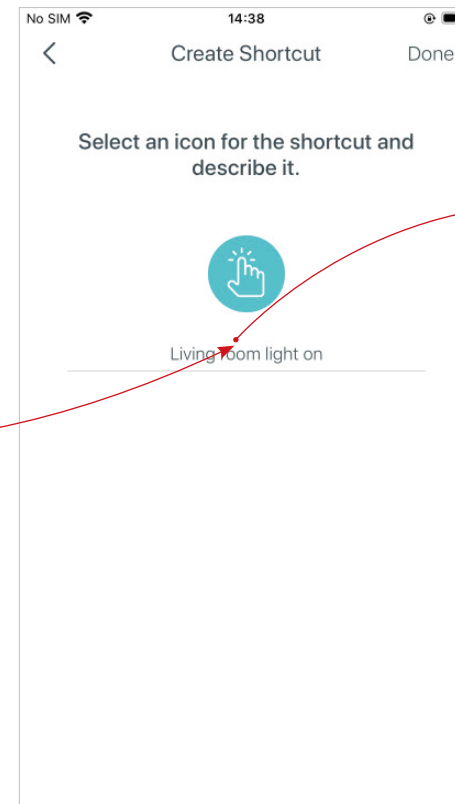 No SIM 14:38
Create Shortcut Done
Select an icon for the shortcut and
describe it.
Living room light on